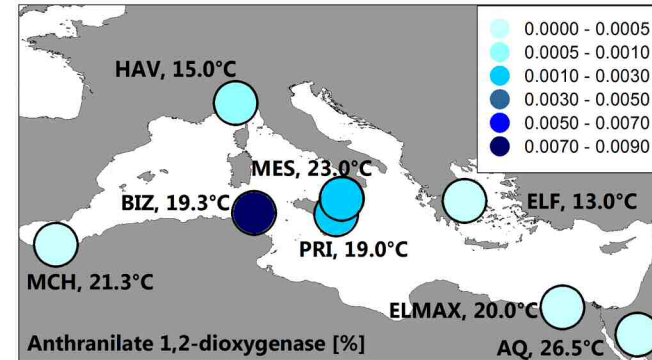 0.0000 - 0.0005
0.0005 - 0.0010
0.0010 - 0.0030
0.0030 - 0.0050
0.0050 - 0.0070
0.0070 - 0.0090
HAV, 15.0°C
MES, 23.0°C
BIZ, 19.3°C
ELF, 13.0°C
PRI, 19.0°C
MCH, 21.3°C
ELMAX, 20.0°C
Anthranilate 1,2-dioxygenase [%]
AQ, 26.5°C